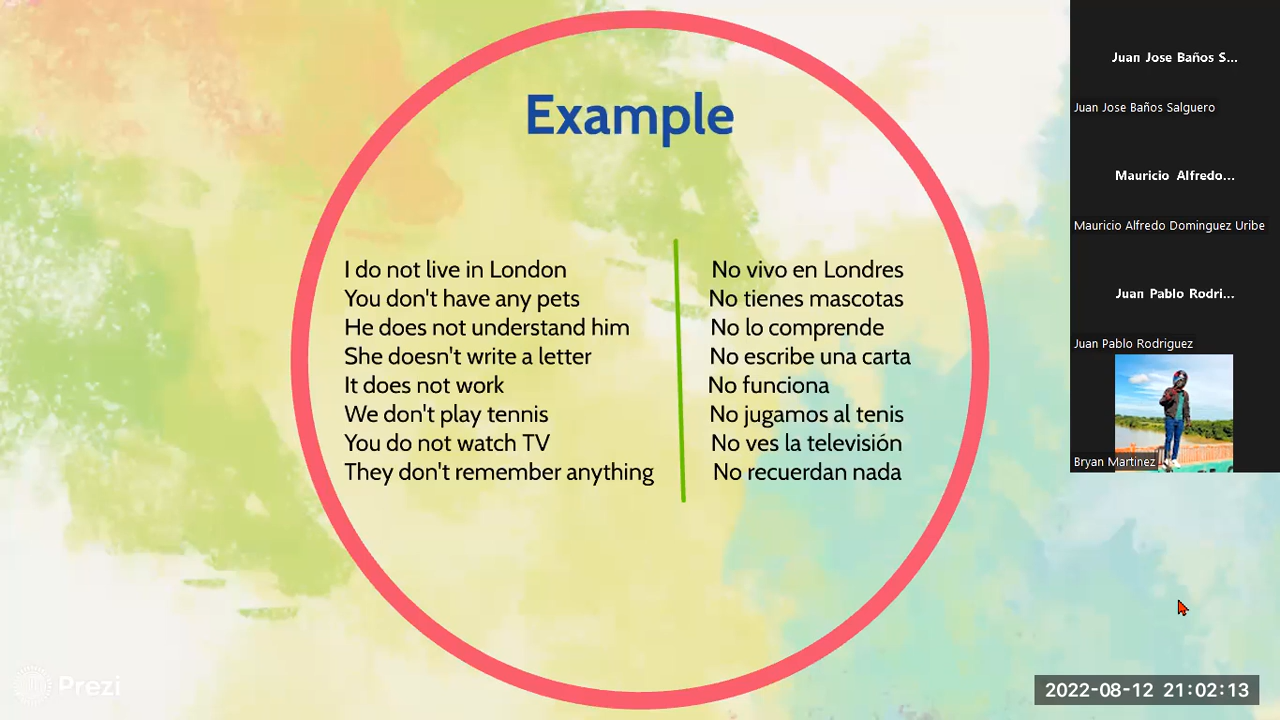 Example
I do not live in London
You don't have any pets
He does not understand him
She doesn't write a letter
It does not work
We don't play tennis
You do not watch TV
They don't remember anything
No vivo en Londres
No tienes mascotas
No lo comprende
No escribe una carta
No funciona
No jugamos al tenis
No ves la televisión
No recuerdan nada
Juan Jose Baños S...
Juan Jose Baños Salguero
Mauricio Alfredo...
Mauricio Alfredo Dominguez Uribe
Juan Pablo Rodri...
Juan Pablo Rodriguez
Bryan Martinez
Prezi
2022-08-12 21:02:13